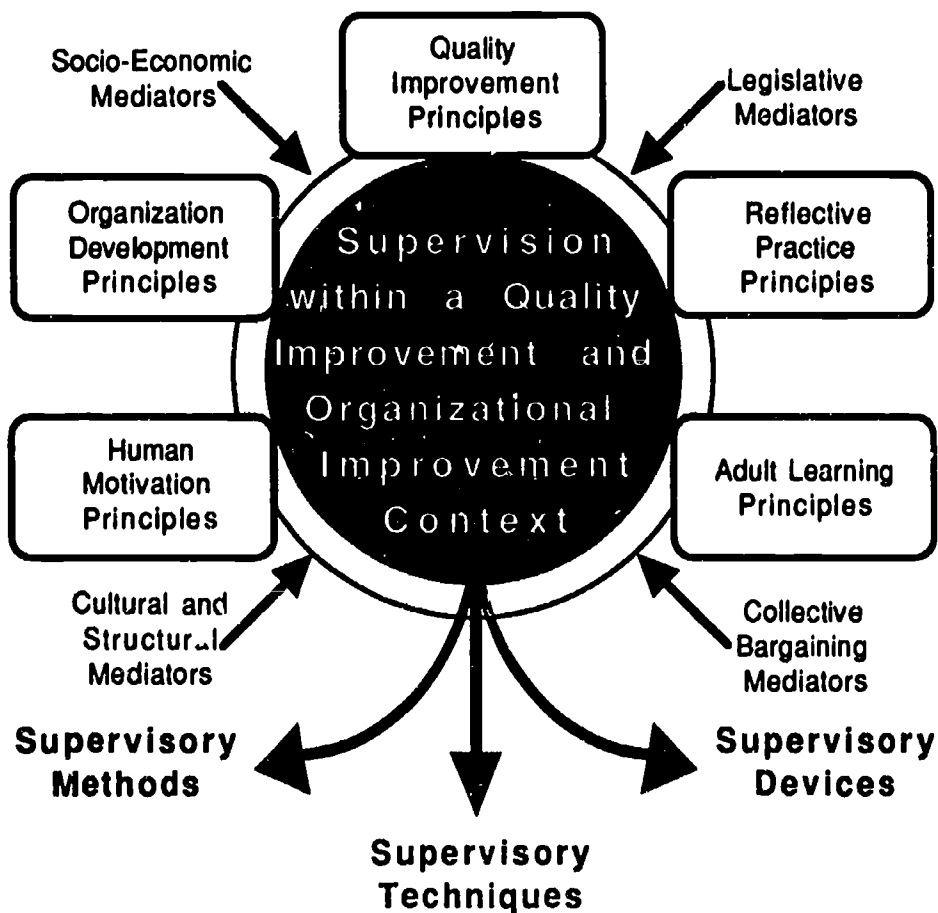 Socio-Economic
Mediators
Quality
Improvement
Principles
Legislative
Mediators
Organization
Development
Principles
Reflective
Practice
Principles
Supervision
within a Quality
Improvement and
Organizational
Improvement
Context
Human
Motivation
Principles
Adult Learning
Principles
Cultural and
Structural
Mediators
Collective
Bargaining
Mediators
Supervisory
Methods
Supervisory
Devices
Supervisory
Techniques